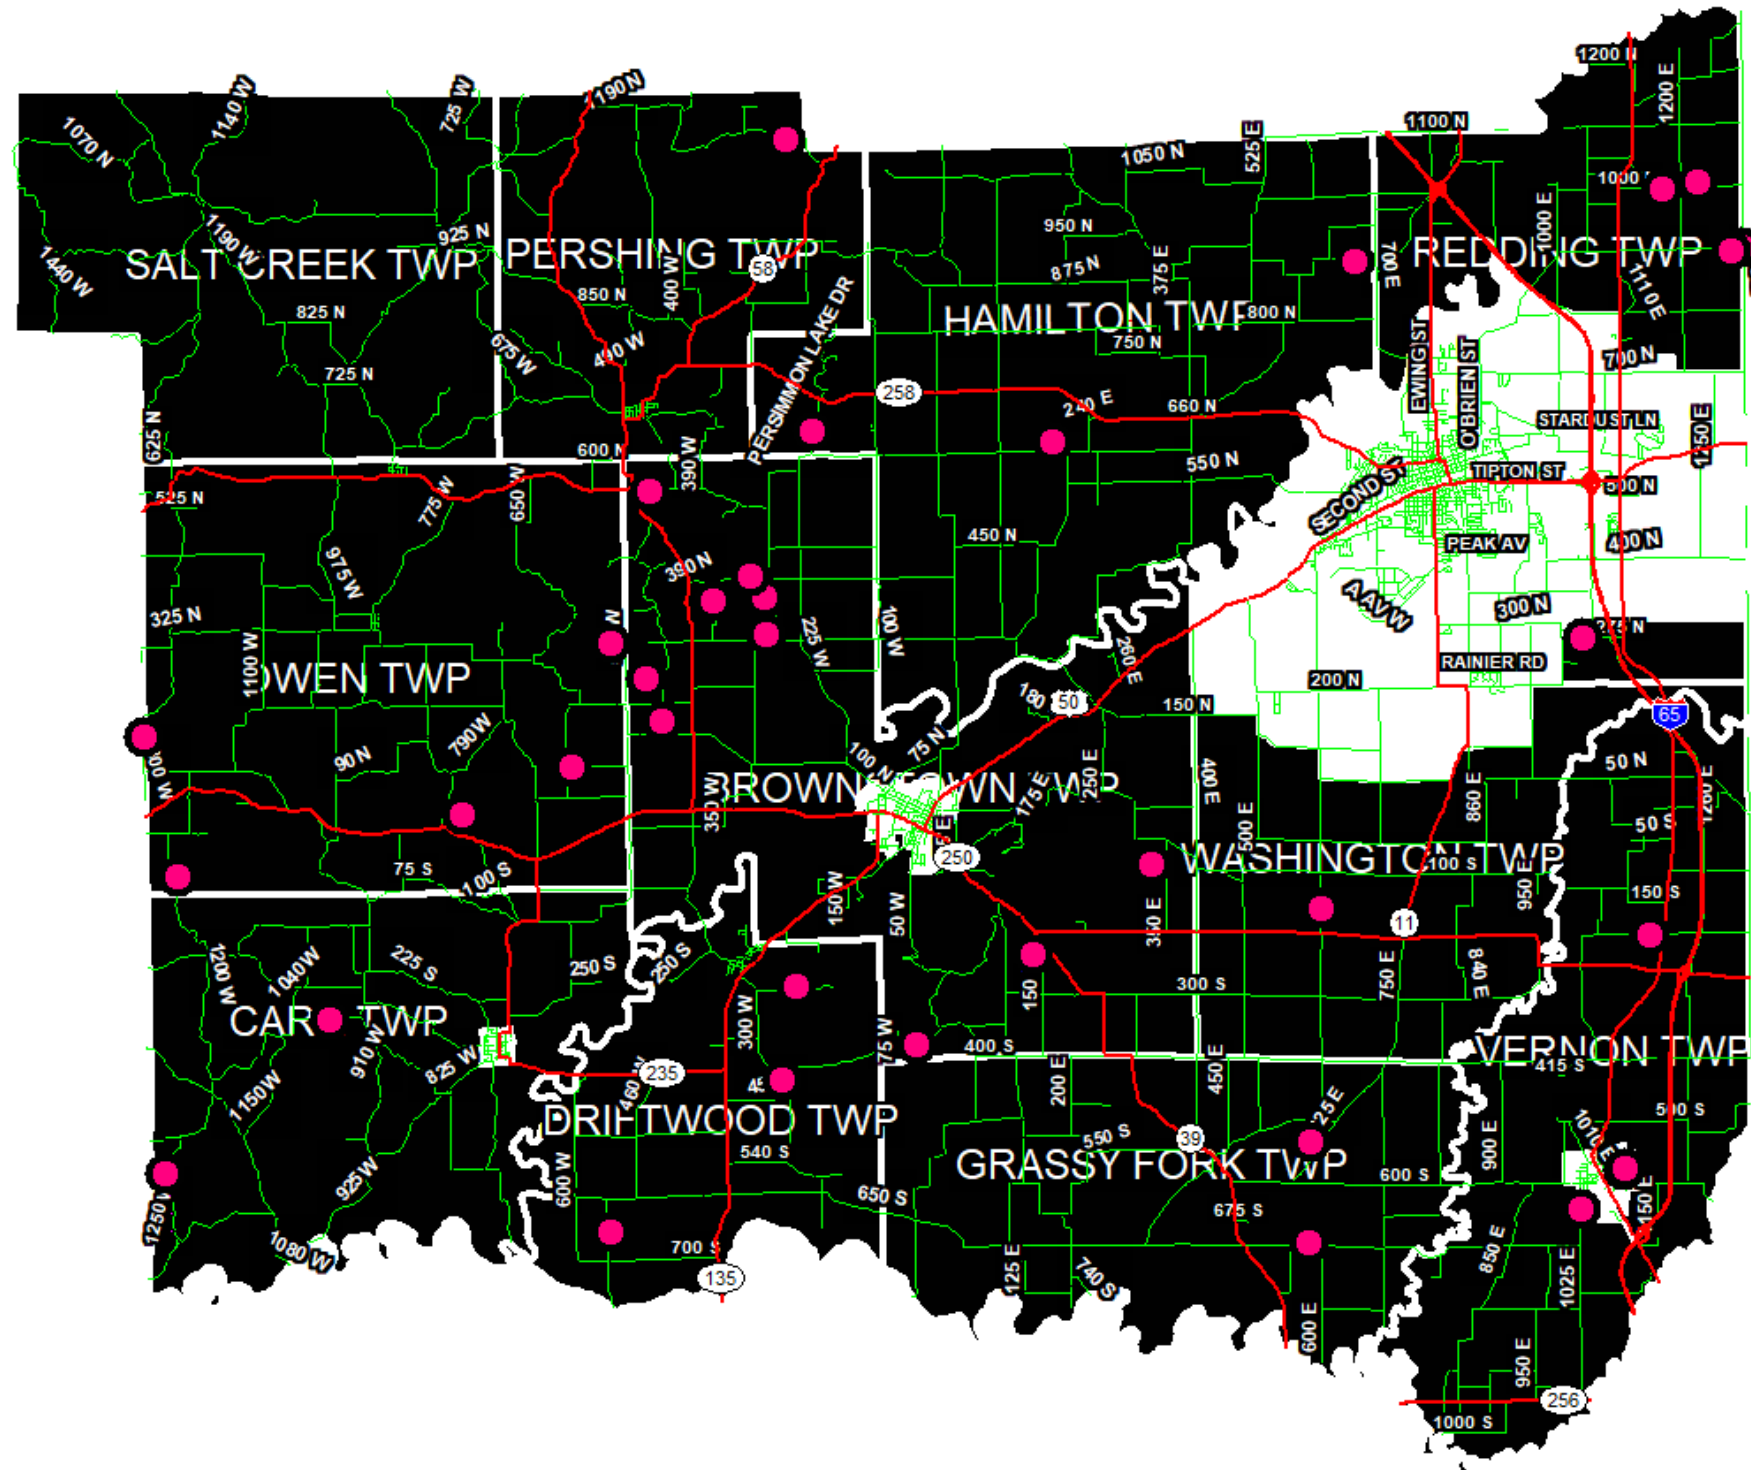 1200 N
1200 E
1190 N
1140 W
725 W
1070 N
1100 N
525 E
1050 N
1000
1000 E
1190 W
925 N
950 N
375 E
700 E
SALT CREEK TWP
PERSHING TWP
REDDING TWP
58
1440 W
400 W
875 N
1110 E
850 N
825 N
PERSIMMON LAKE DR
HAMILTON TWP
800 N
750 N
490 W
675 W
700 N
725 N
EWING ST
O'BRIEN ST
258
240 E
660 N
STARDUST LN
625 N
1250 E
600 N
390 W
550 N
TIPTON ST
525 N
775 W
650 W
SECOND ST
500 N
450 N
PEAK AV
400 N
975 W
390 N
325 N
A AV W
300 N
225 W
100 W
275 N
1100 W
260 E
RAINIER RD
OWEN TWP
200 N
180
50
150 N
65
790 W
90 N
100 N
75 N
50 N
400 E
250 E
BROWNSTOWN TWP
350 W
175 E
860 E
500 E
50 S
250
WASHINGTON TWP
100 S
75 S
100 S
950 E
150 S
150 W
50 W
350 E
11
225 S
250 S
250 S
1200 W
1040 W
750 E
840 E
150
300 S
CARR TWP
300 W
75 W
400 S
910 W
825 W
VERNON TWP
415 S
235
460 W
200 E
450 E
1150 W
DRIFTWOOD TWP
500 S
550 S
39
25 E
1010 E
900 E
540 S
GRASSY FORK TWP
600 S
925 W
600 W
650 S
675 S
150 E
1250
850 E
1080 W
700 S
135
125 E
740 S
1025 E
600 E
950 E
256
1000 S